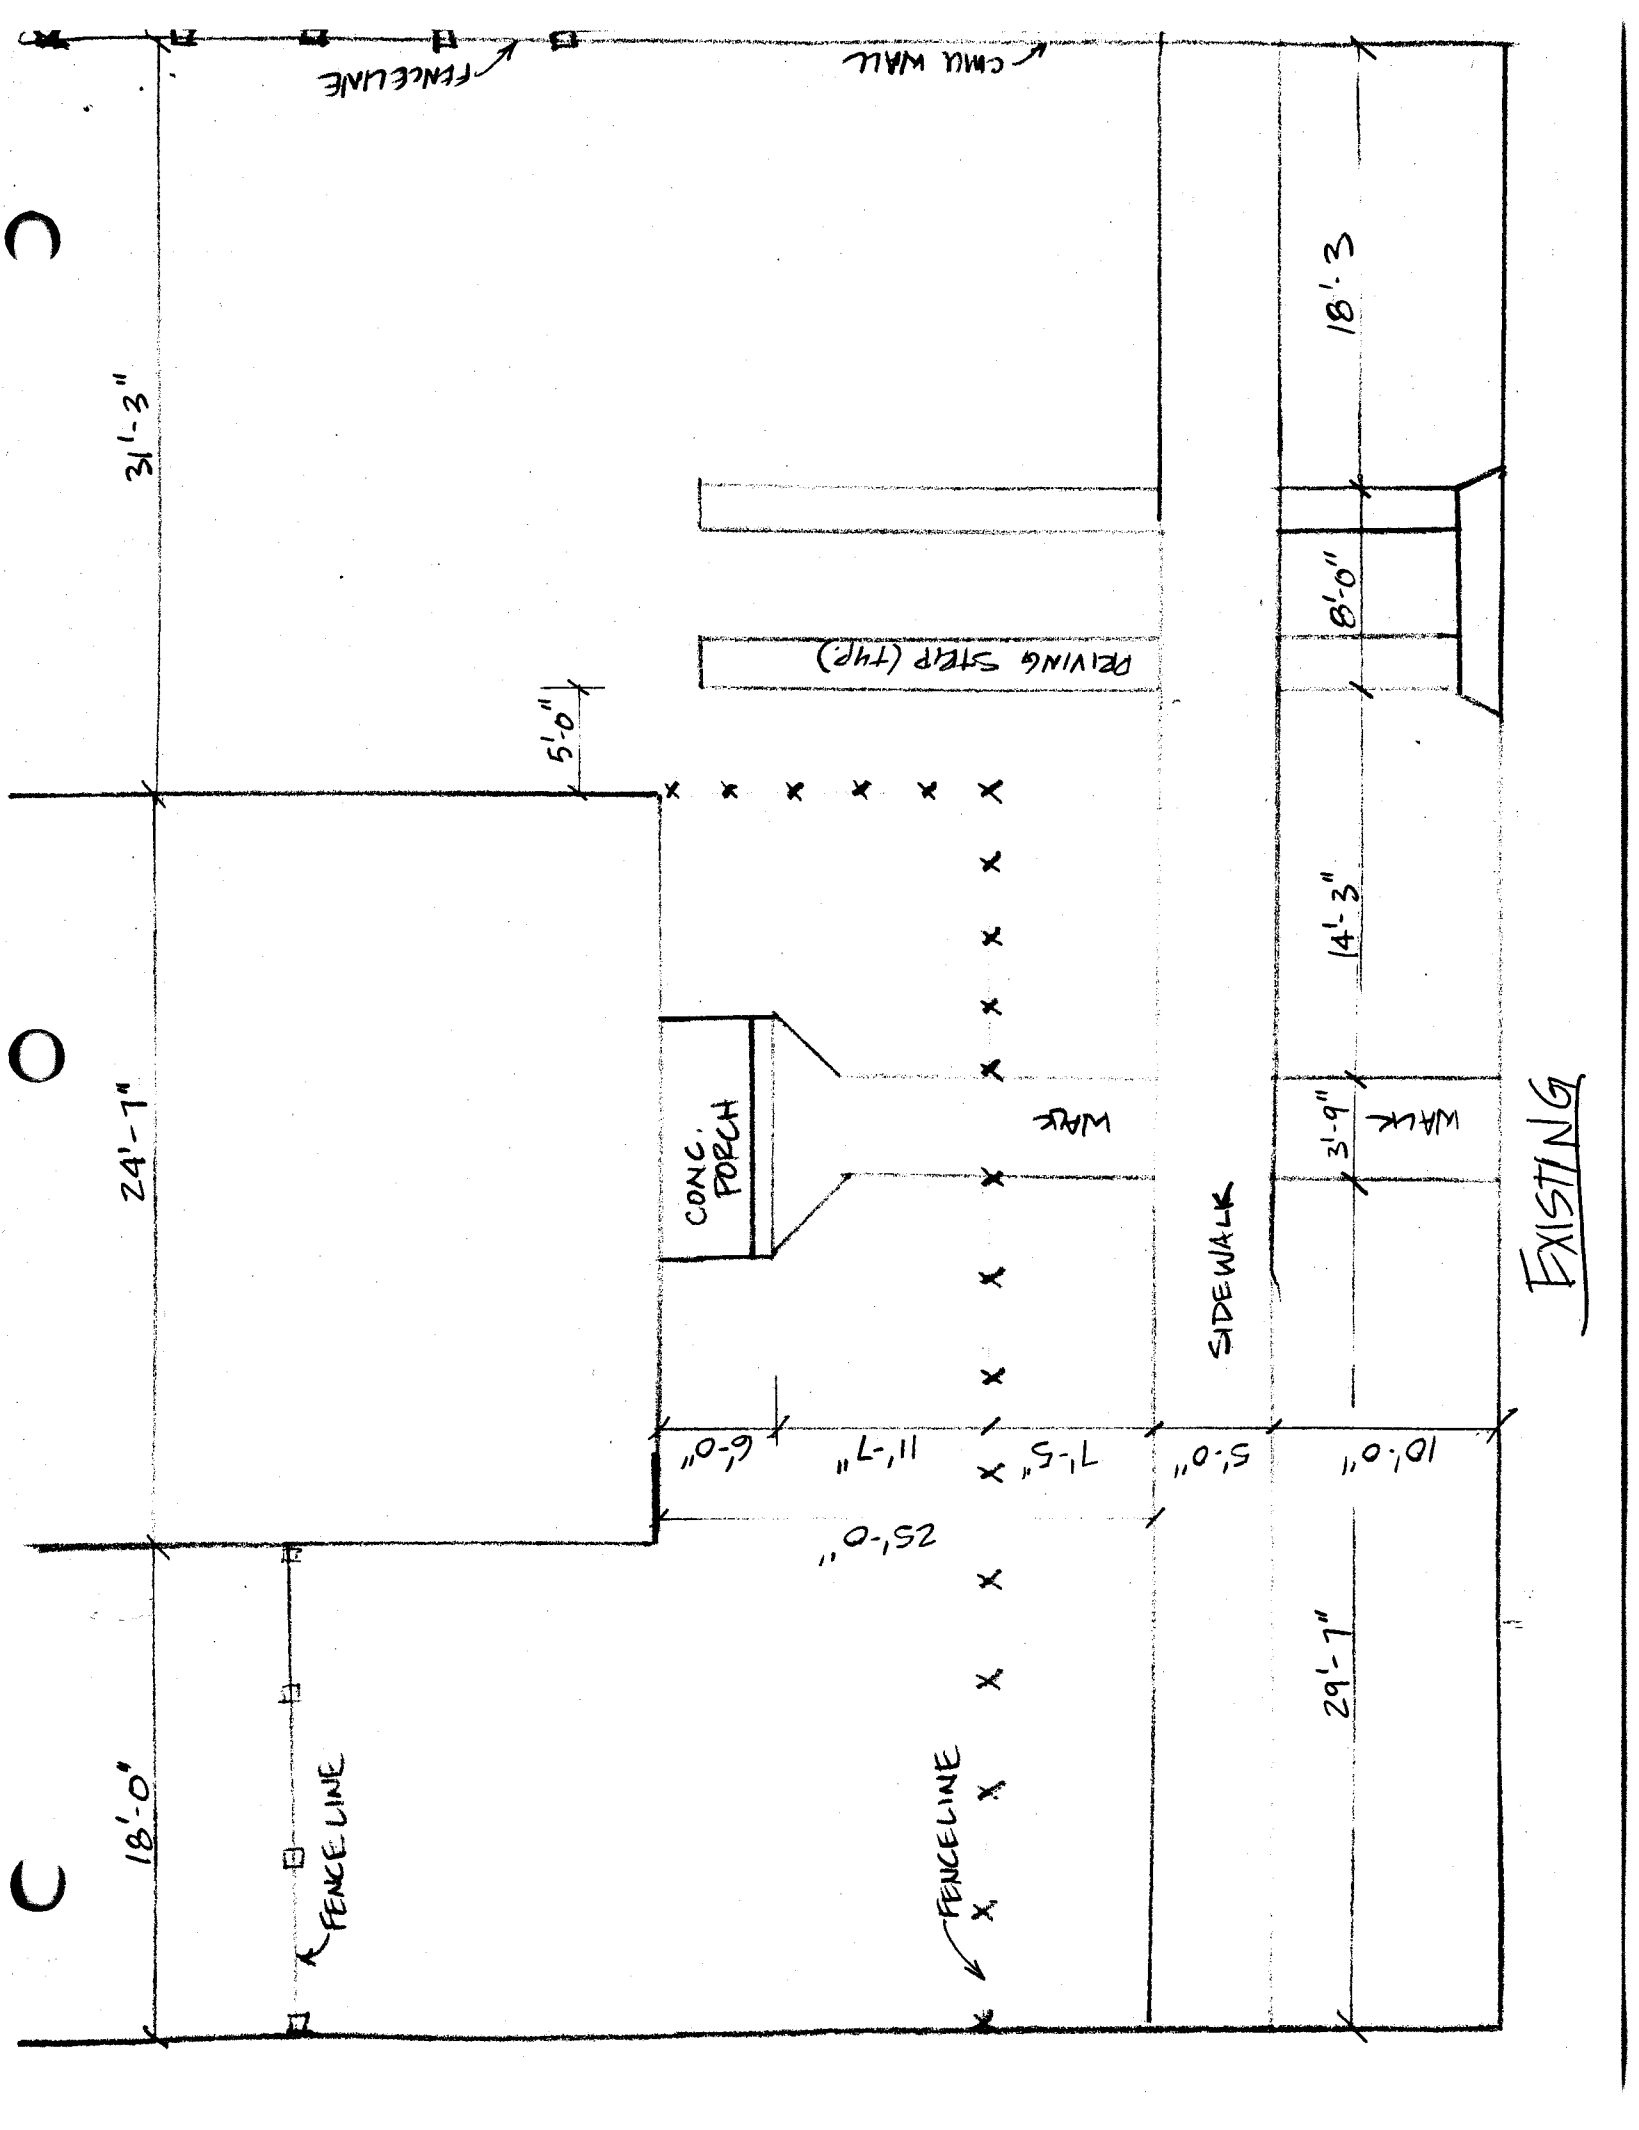 18'-0"
24'-7"
31'-3"
FENCELINE
FENCELINE
5'-0"
CONC.
PORCH
6'-0"
11'-7"
25'-0"
7'-5"
DRIVING STRIP (TYP.)
CMU WALL
FENCELINE
WALK
SIDEWALK
5'-0"
10'-0"
29'-7"
3'-9"
14'-3"
8'-0"
18'-3
WALK
EXISTING